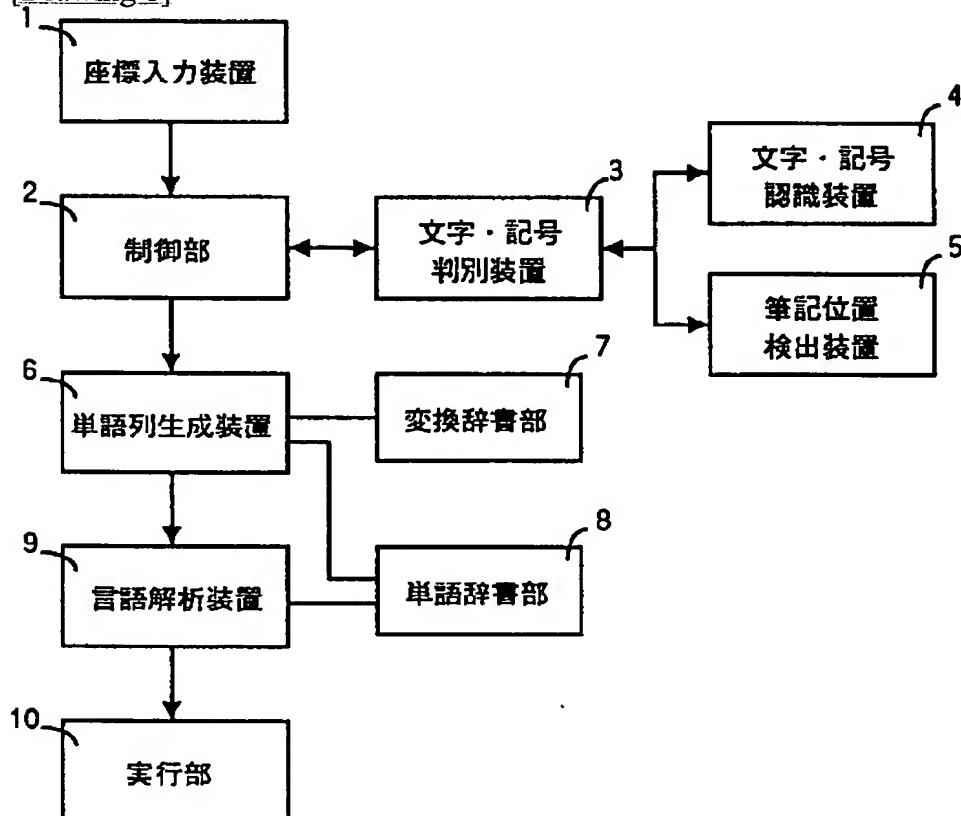 1
座標入力装置
2
制御部
3
文字・記号
判別装置
4
文字・記号
認識装置
5
筆記位置
検出装置
6
単語列生成装置
7
変換辞書部
8
単語辞書部
9
言語解析装置
10
実行部